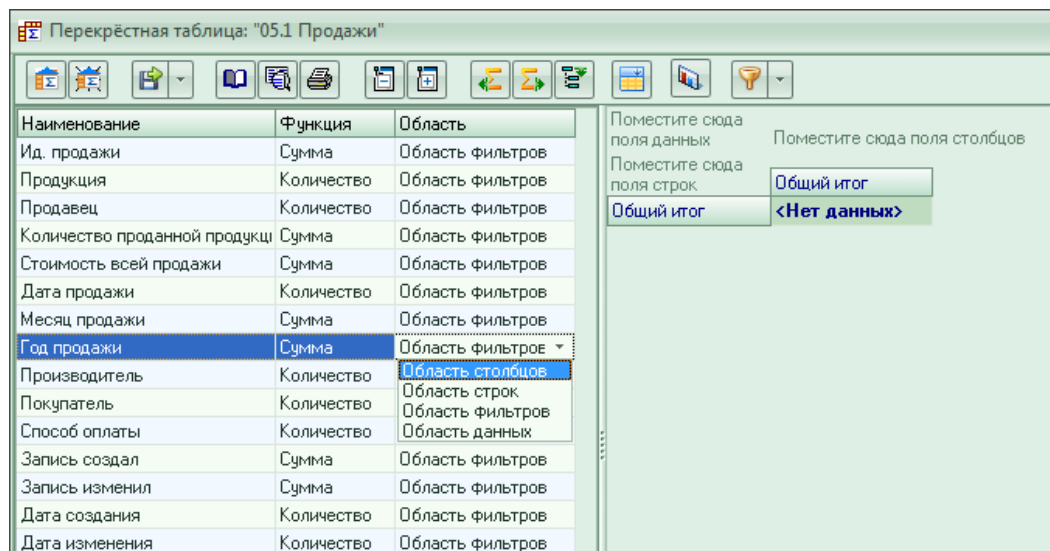 Перекрёстная таблица: "05.1 Продажи"
Наименование Функция Область
Ид. продажи Сумма Область фильтров
Продукция Количество Область фильтров
Продавец Количество Область фильтров
Количество проданной продукци Сумма Область фильтров
Стоимость всей продажи Сумма Область фильтров
Дата продажи Количество Область фильтров
Месяц продажи Сумма Область фильтров
Год продажи Сумма Область фильтров
Производитель Количество
Покупатель Количество
Способ оплаты Количество
Область столбцов
Область строк
Область фильтров
Область данных
Запись создал Сумма Область фильтров
Запись изменил Сумма Область фильтров
Дата создания Количество Область фильтров
Дата изменения Количество Область фильтров
Поместите сюда
поля данных
Поместите сюда поля столбцов
Поместите сюда
поля строк
Общий итог
Общий итог <Нет данных>